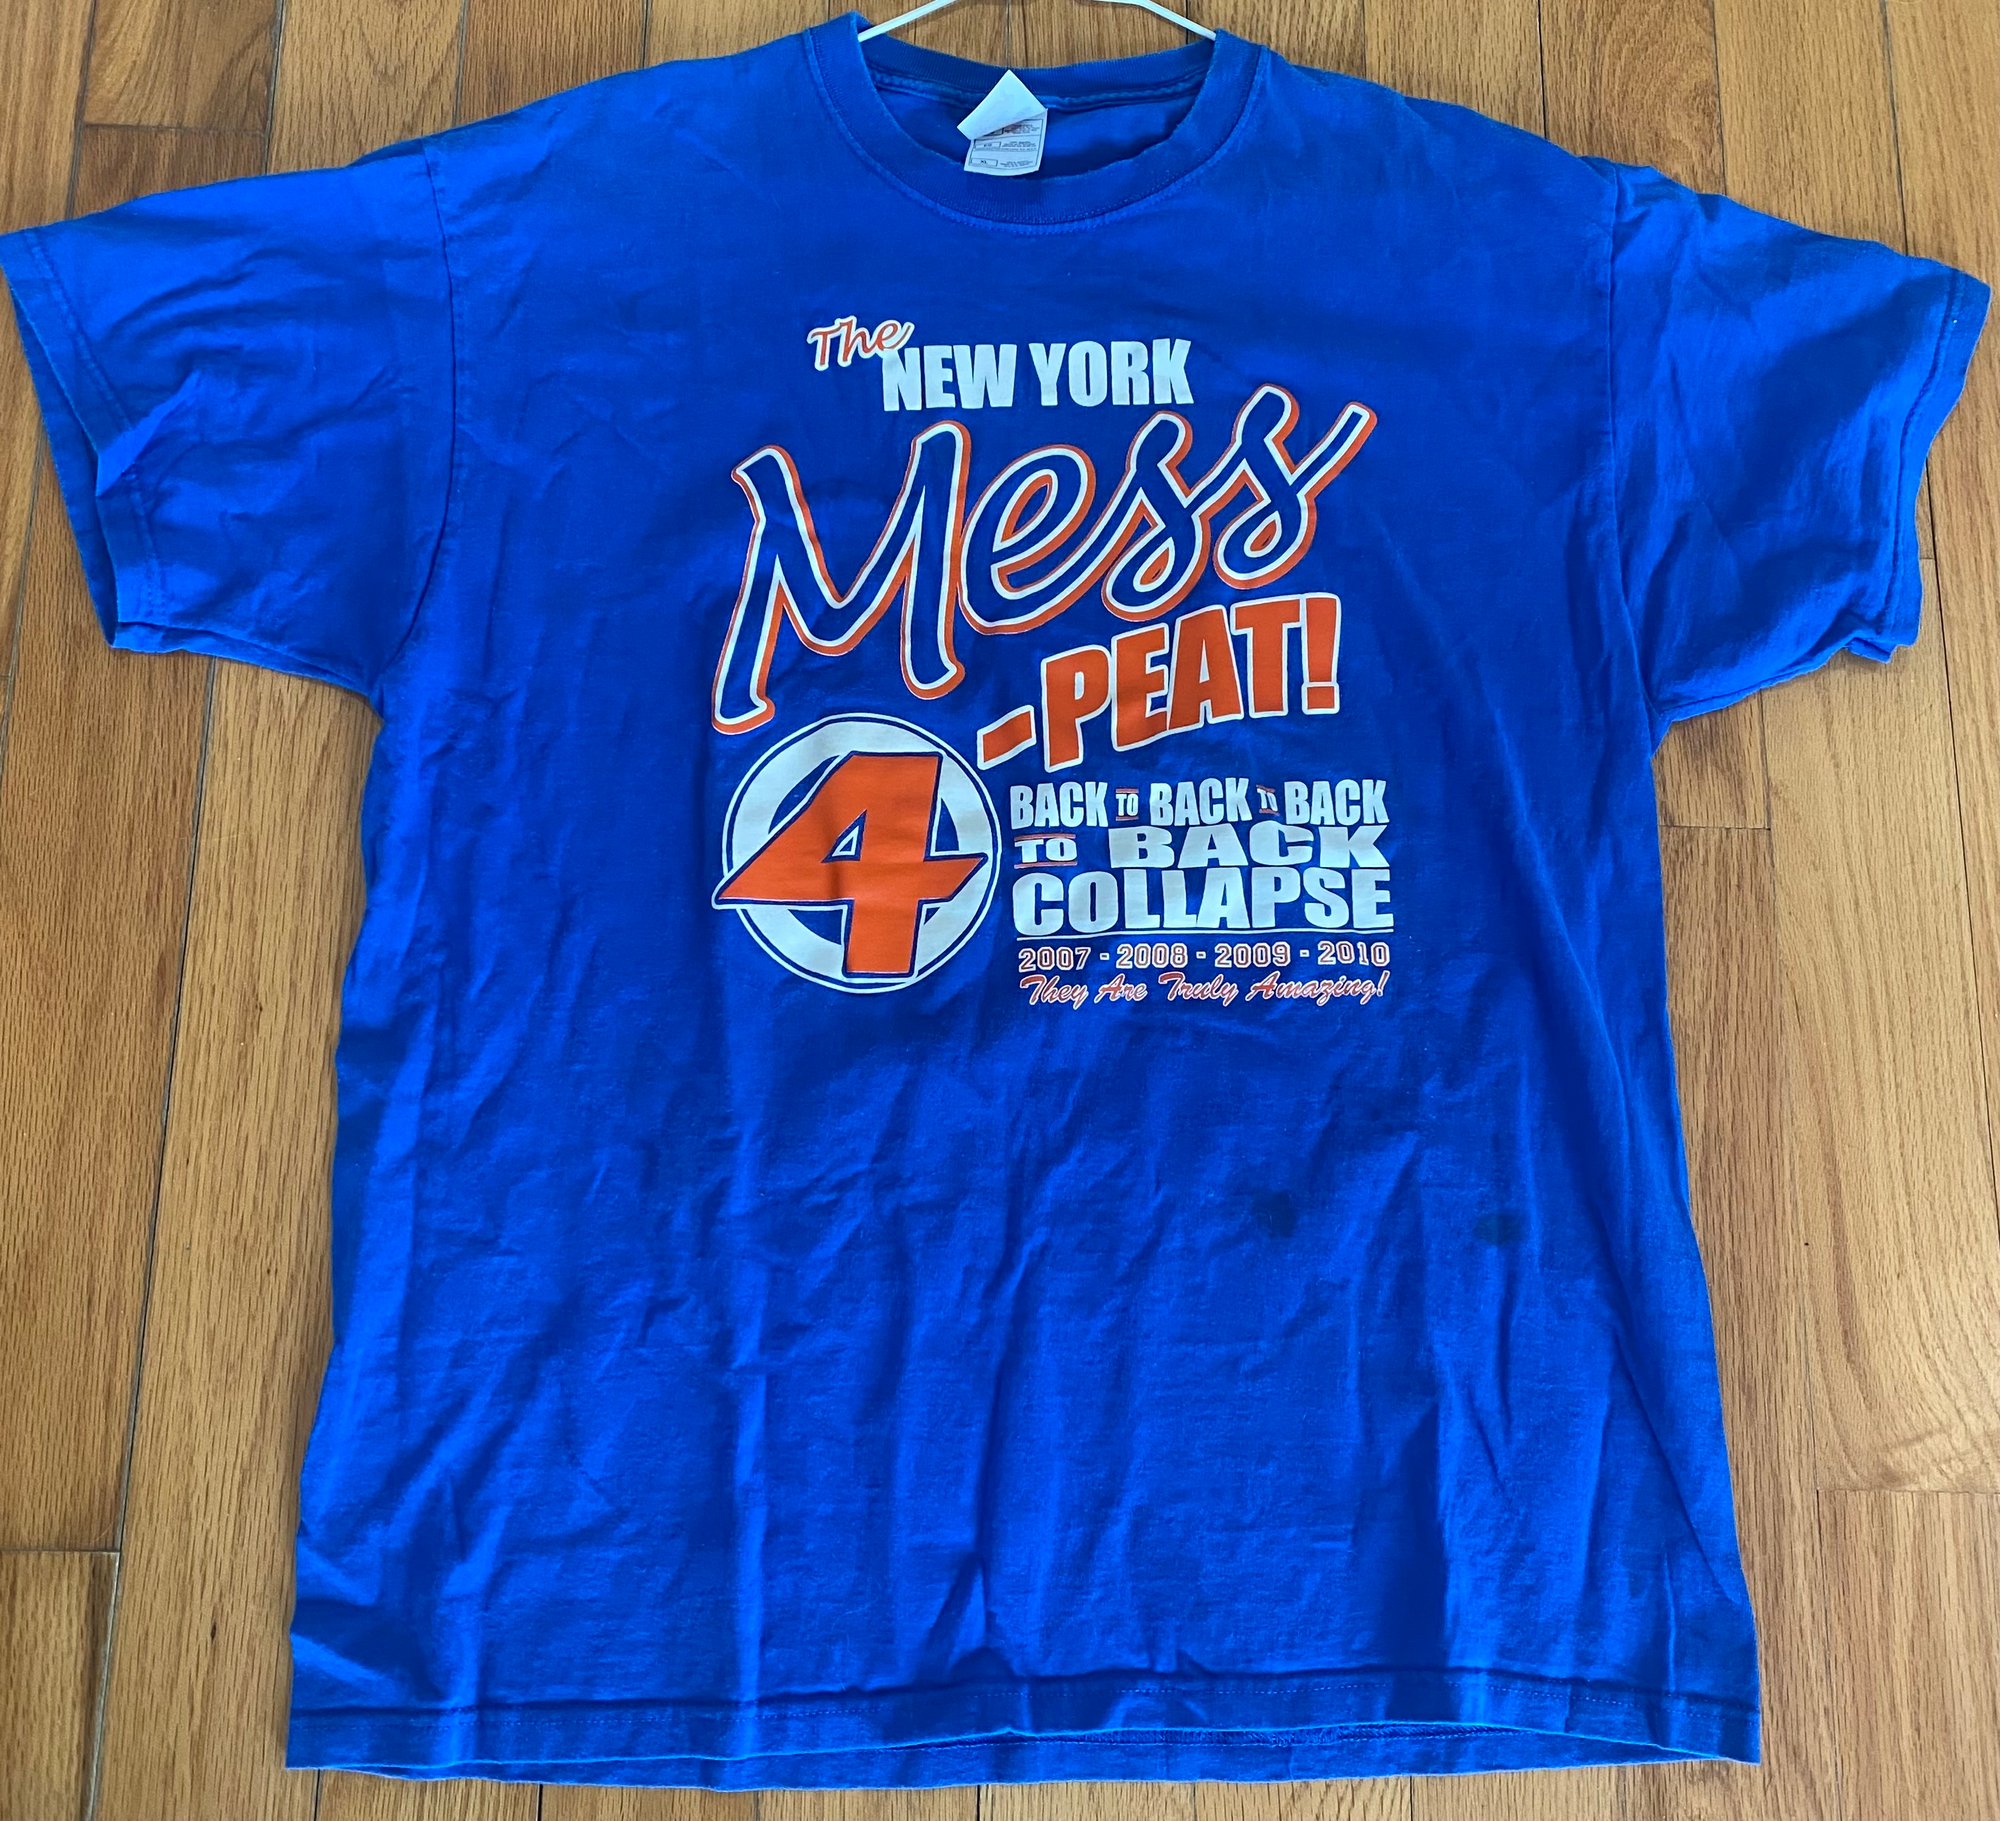 The
NEW YORK
Mess
-PEAT!
4
BACK TO BACK TO BACK
TO BACK
COLLAPSE
2007 - 2008 - 2009 - 2010
They Are Truly Amazing!
XL